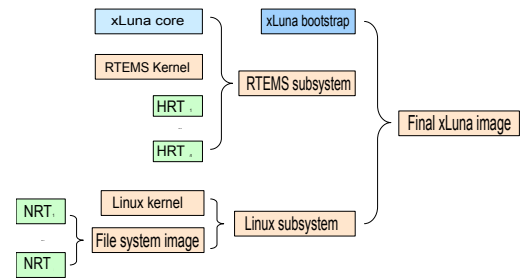 xLuna core
xLuna bootstrap
RTEMS Kernel
RTEMS subsystem
HRT
HRT
Final xLuna image
Linux kernel
Linux subsystem
NRT
File system image
NRT